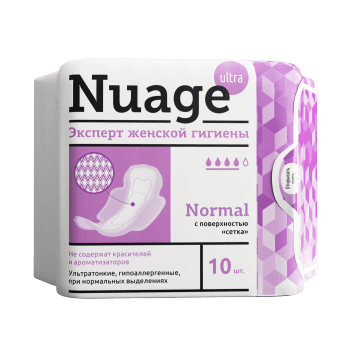 ultra
Nuage
Эксперт женской гигиены
Normal
с поверхностью
«сетка»
Не содержат красителей
и ароматизаторов
Ультратонкие, гипоаллергенные,
при нормальных выделениях
10 шт.